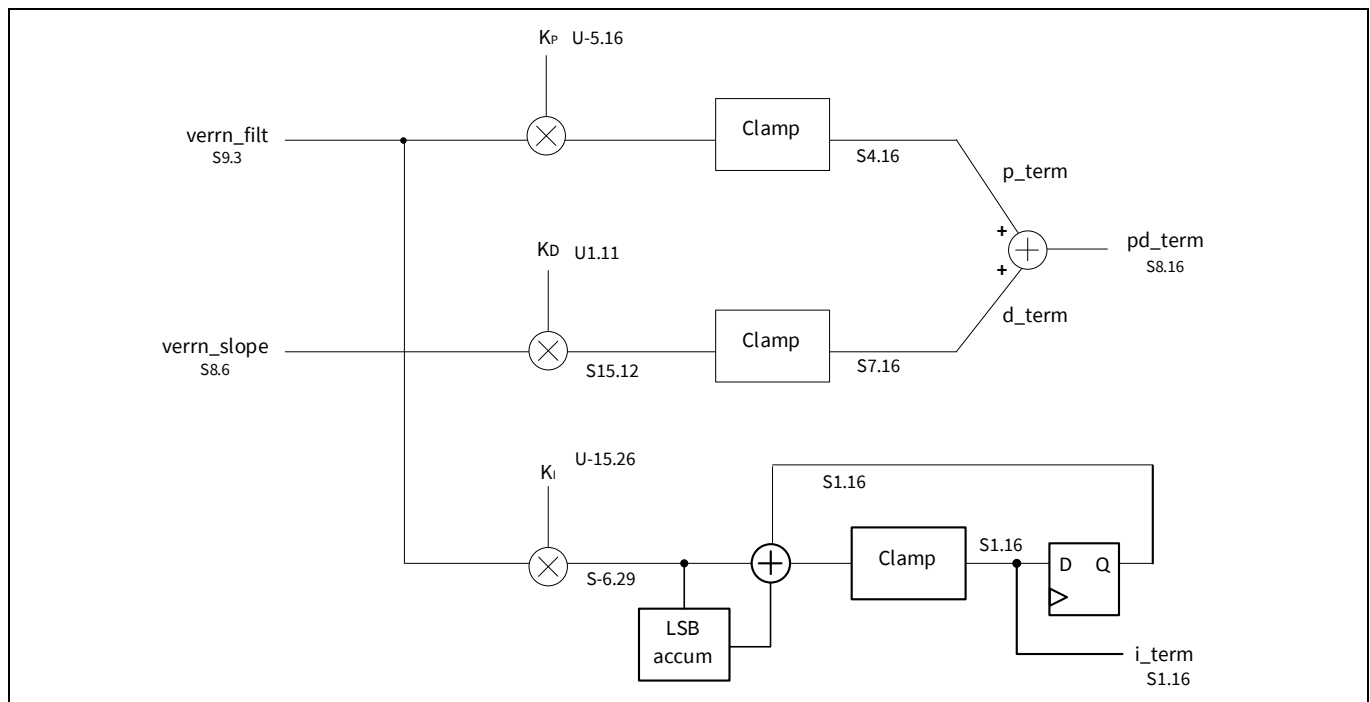 KP U-5.16
verrn_filt
S9.3
Clamp
S4.16
p_term
+
+
pd_term
S8.16
KD U1.11
verrn_slope
S8.6
S15.12
Clamp
S7.16
d_term
KI U-15.26
S-6.29
S1.16
LSB
accum
Clamp
S1.16
D Q
i_term
S1.16